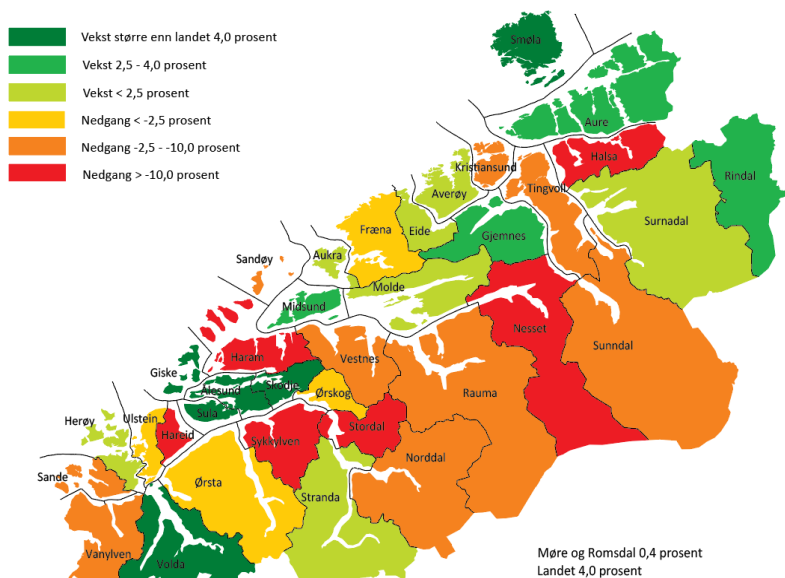 Vekst større enn landet 4,0 prosent
Vekst 2,5 - 4,0 prosent
Vekst < 2,5 prosent
Nedgang < -2,5 prosent
Nedgang -2,5 - -10,0 prosent
Nedgang > -10,0 prosent
Smøla
Aure
Halsa
Rindal
Kristiansund
Tingvoll
Averøy
Surnadal
Fræna
Eide
Gjemnes
Aukra
Sandøy
Molde
Midsund
Nesset
Sunndal
Haram
Vestnes
Giske
Skodje
Ålesund
Ørskog
Rauma
Sula
Herøy
Ulstein
Hareid
Stordal
Sykkylven
Norddal
Sande
Ørsta
Stranda
Vanylven
Volda
Møre og Romsdal 0,4 prosent
Landet 4,0 prosent